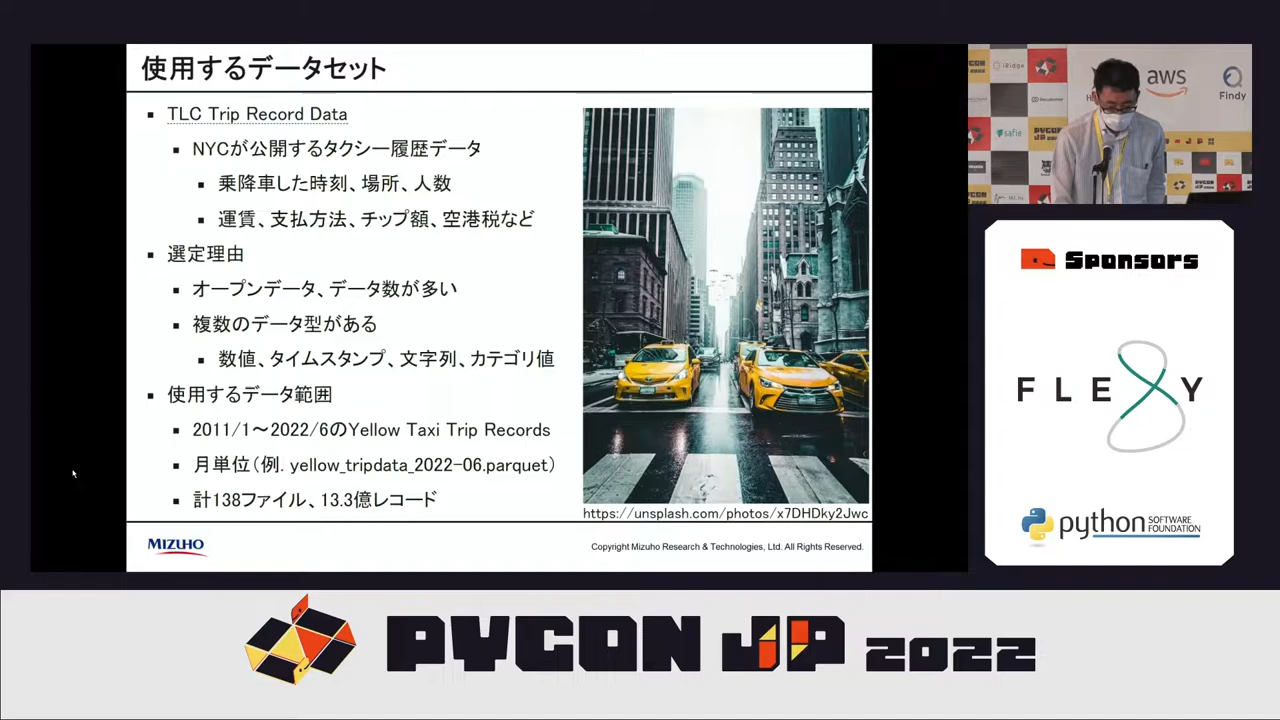 使用するデータセット
▪ TLC Trip Record Data
▪ NYCが公開するタクシー履歴データ
▪ 乗降車した時刻、場所、人数
▪ 運賃、支払方法、チップ額、空港税など
▪ 選定理由
▪ オープンデータ、データ数が多い
▪ 複数のデータ型がある
▪ 数値、タイムスタンプ、文字列、カテゴリ値
▪ 使用するデータ範囲
▪ 2011/1～2022/6のYellow Taxi Trip Records
▪ 月単位(例. yellow_tripdata_2022-06.parquet)
▪ 計138ファイル、13.3億レコード
https://unsplash.com/photos/x7DHDky2Jwc
MIZUHO
Copyright Mizuho Research & Technologies, Ltd. All Rights Reserved.
iRidge
aws
Findy
safie
Sponsors
FLEXY
python SOFTWARE FOUNDATION
PYCON JP 2022